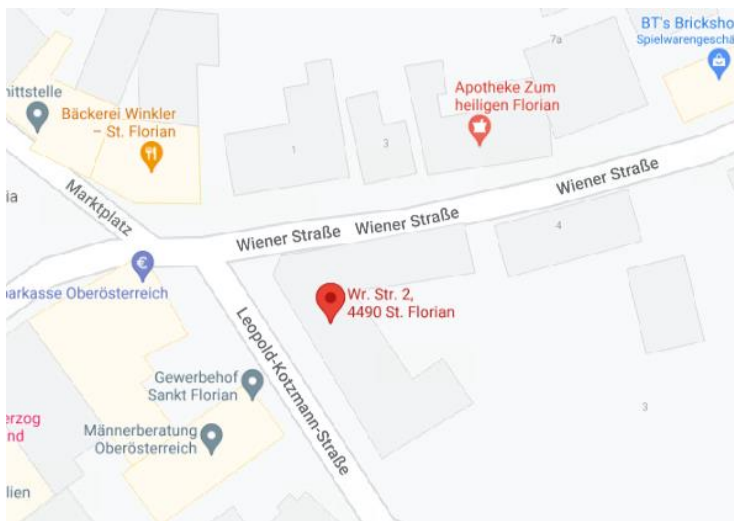 BT's Bricksho
Spielwarengeschä
7a
nittstelle
Bäckerei Winkler
– St. Florian
Apotheke Zum
heiligen Florian
1
3
Wiener Straße
Marktplatz
ia
Wiener Straße
Wiener Straße
4
€
parkasse Oberösterreich
Wr. Str. 2,
4490 St. Florian
Leopold-Kotzmann-Straße
Gewerbehof
Sankt Florian
3
erzog
nd
Männerberatung
Oberösterreich
lien